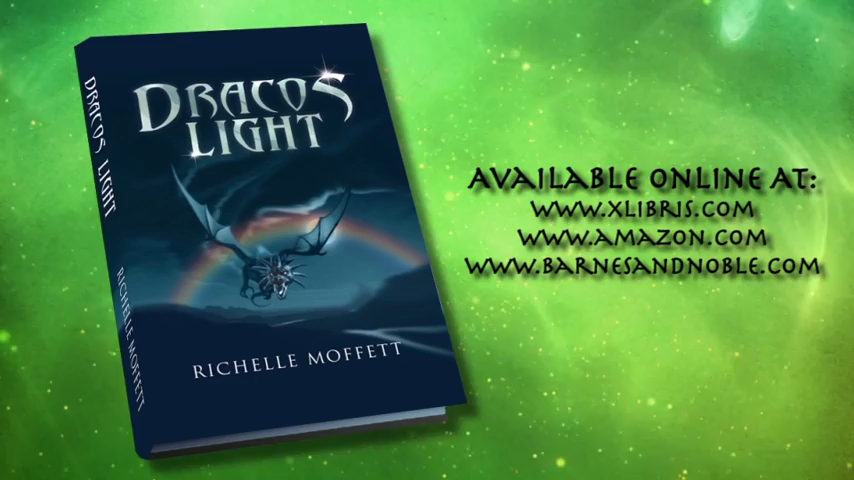 DRACOS
LIGHT
RICHELLE MOFFETT
DRACOS LIGHT
RICHELLE MOFFETT
AVAILABLE ONLINE AT:
WWW.XLIBRIS.COM
WWW.AMAZON.COM
WWW.BARNESANDNOBLE.COM